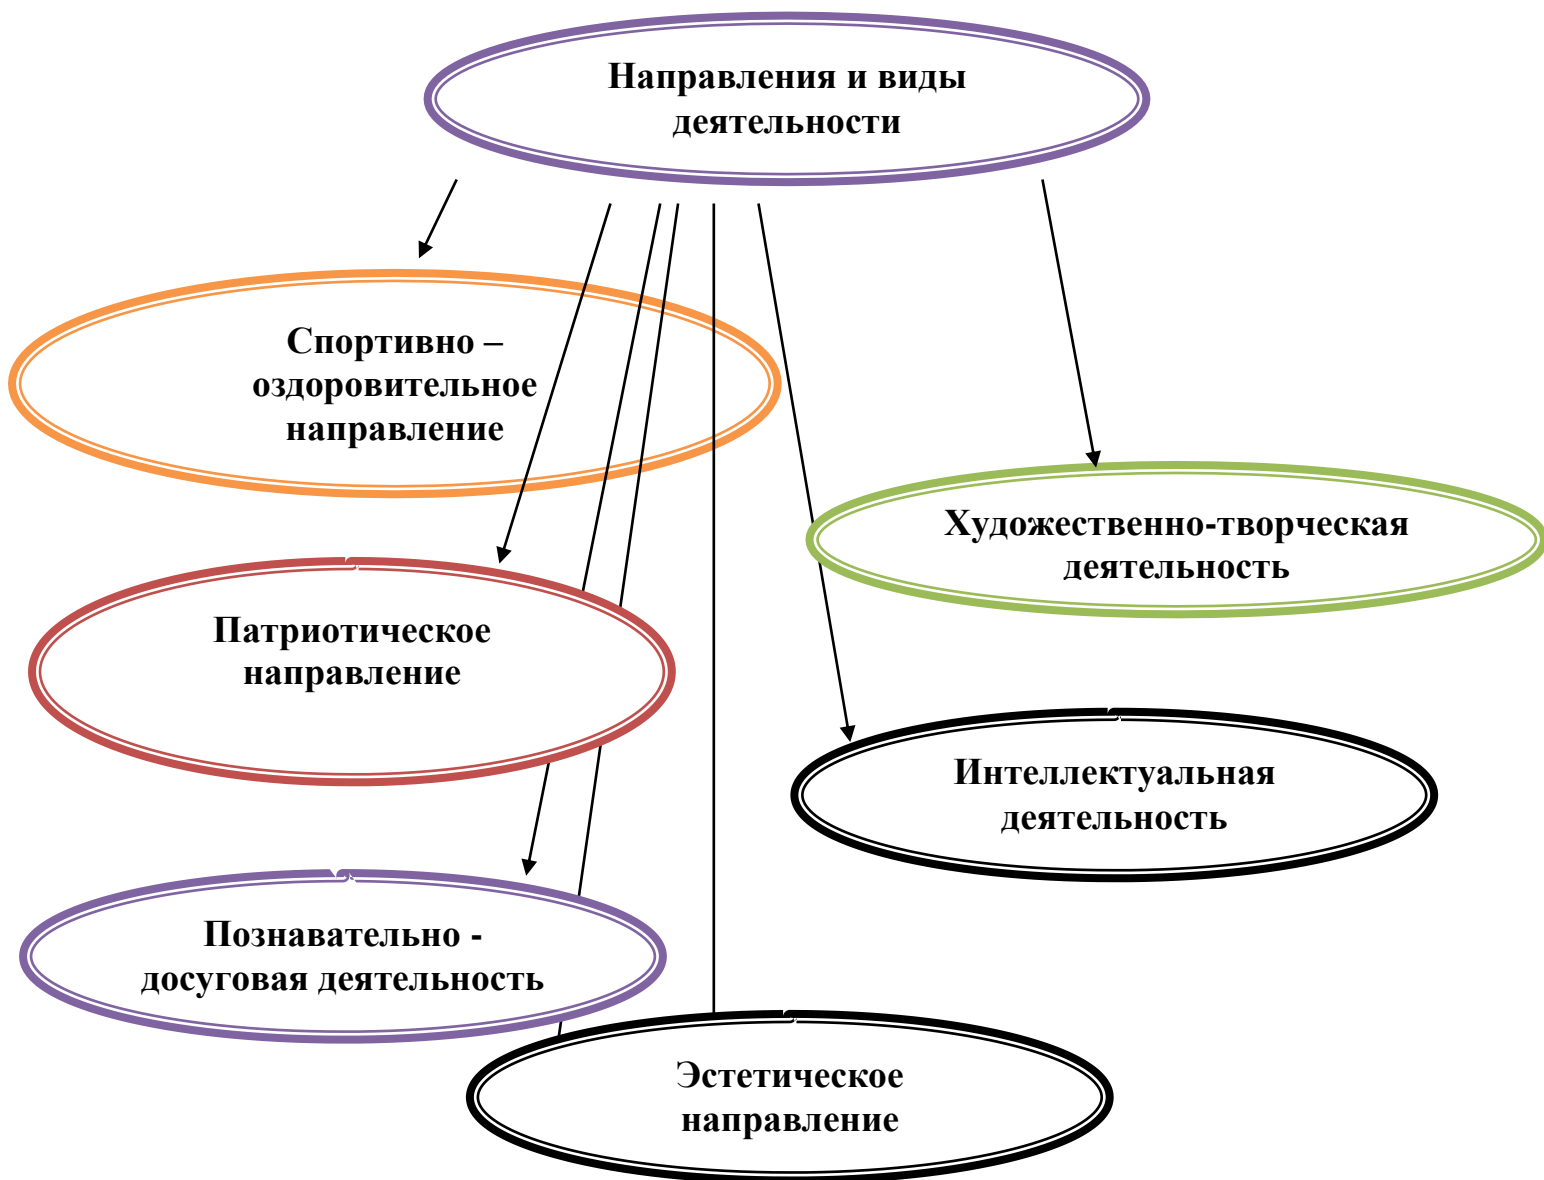 Направления и виды
деятельности
Спортивно –
оздоровительное
направление
Художественно-творческая
деятельность
Патриотическое
направление
Интеллектуальная
деятельность
Познавательно -
досуговая деятельность
Эстетическое
направление